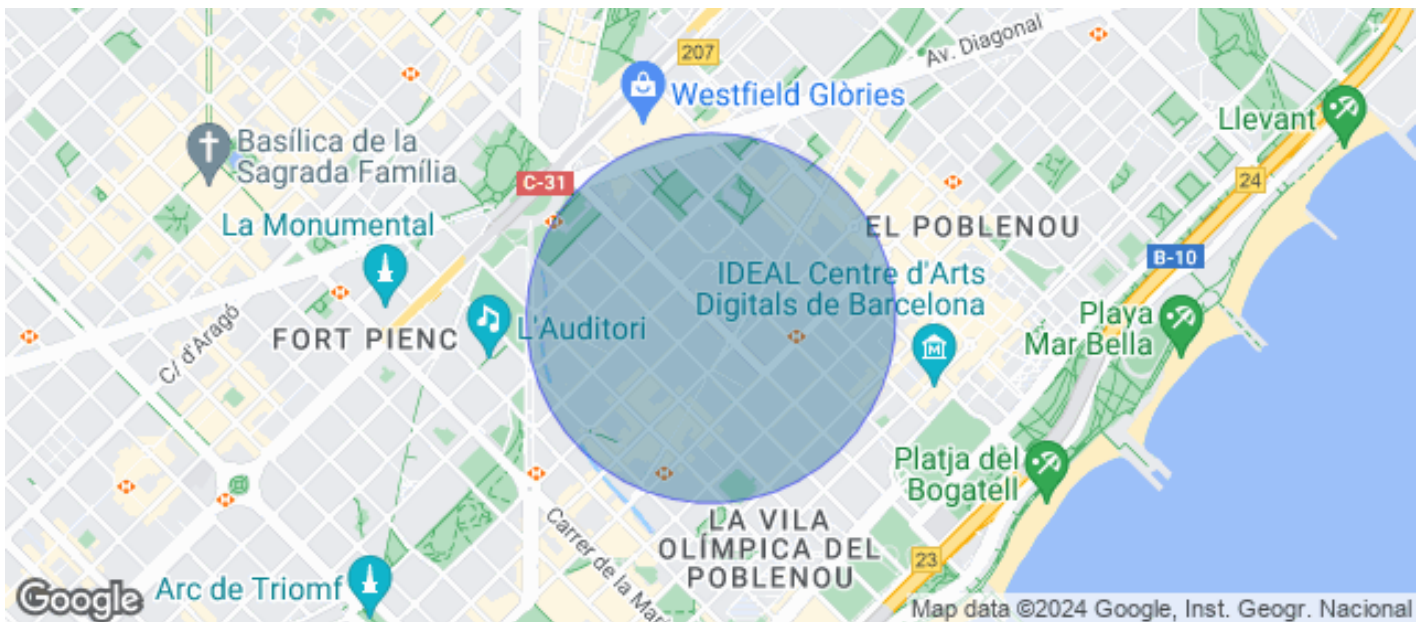 207
Av. Diagonal
Westfield Glòries
Llevant
Basílica de la
Sagrada Família
C-31
24
La Monumental
EL POBLENOU
B-10
IDEAL Centre d'Arts
Digitals de Barcelona
C/ d'Aragó
FORT PIENC
L'Auditori
Playa
Mar Bella
Platja del
Bogatell
LA VILA
OLÍMPICA DEL
POBLENOU
Carrer de la Mar
23
Arc de Triomf
Google
Map data ©2024 Google, Inst. Geogr. Nacional